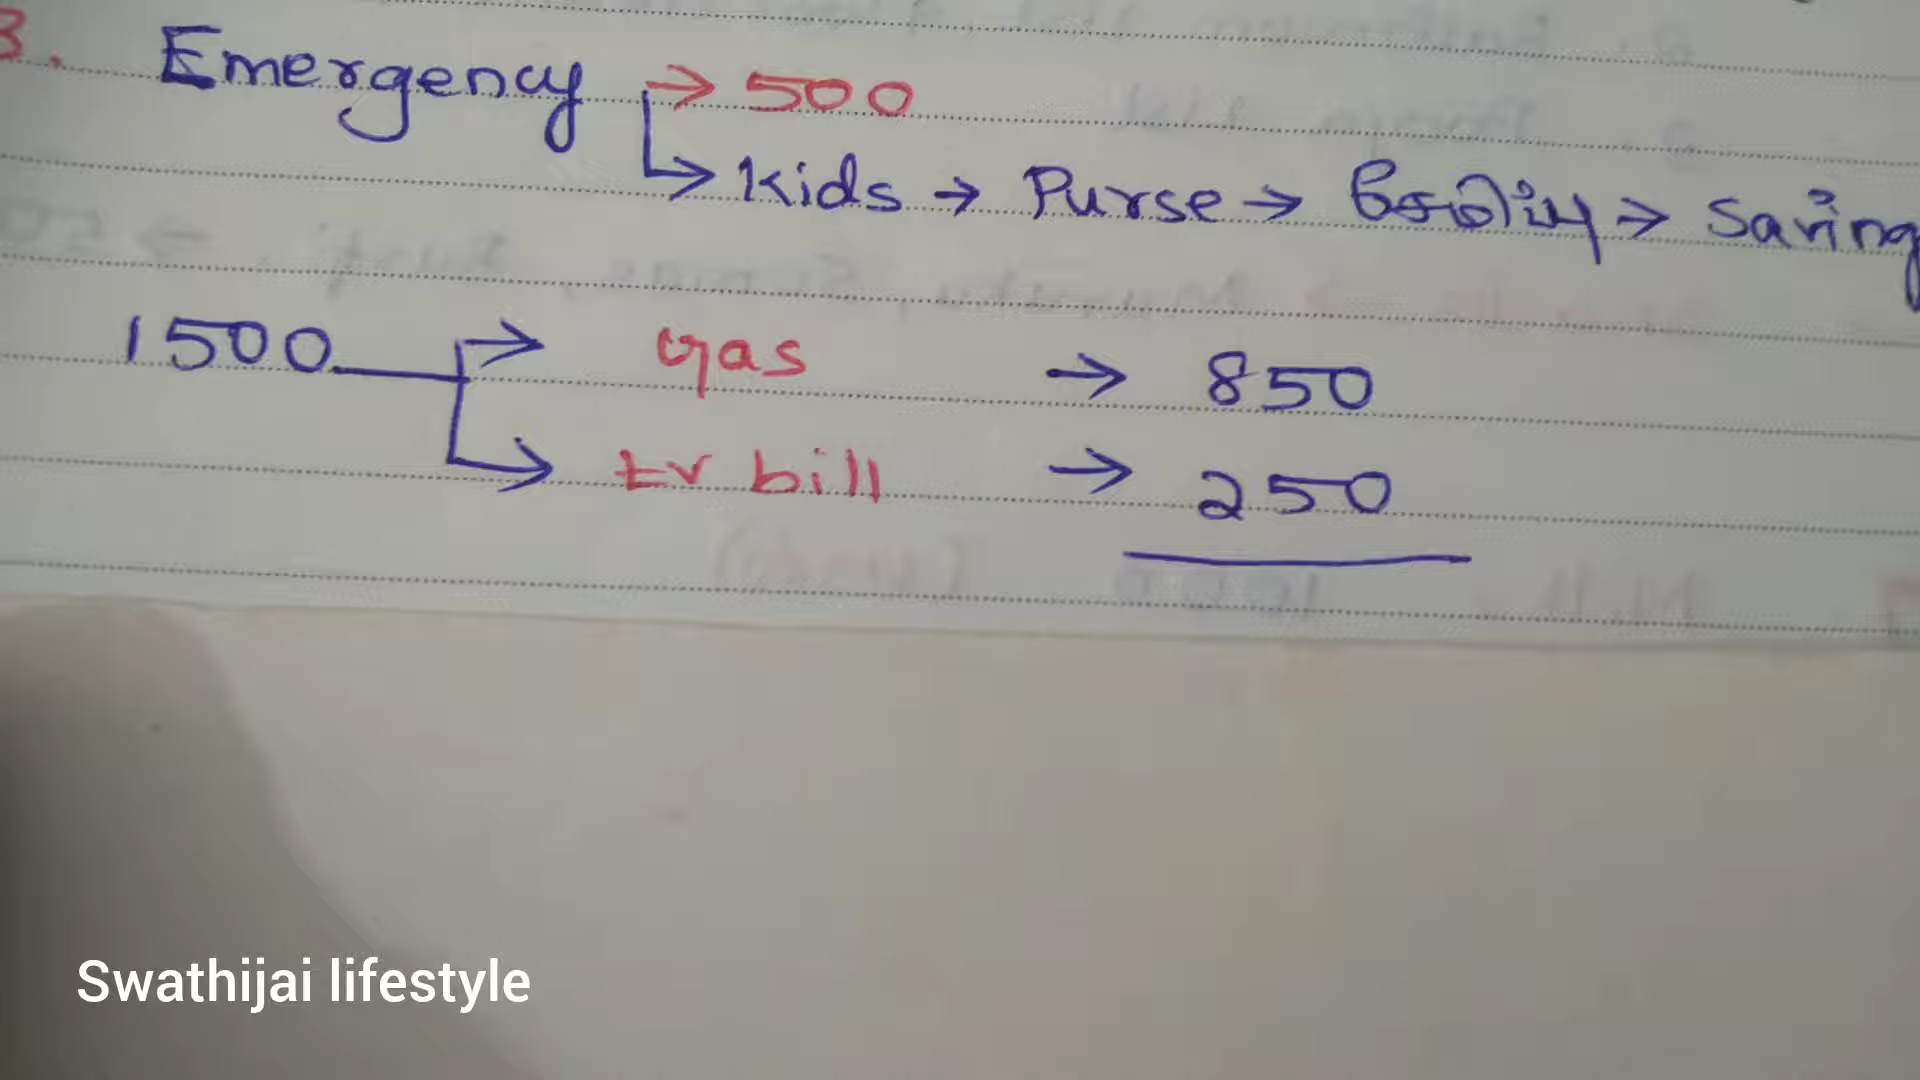 3. Emergency → 500
→ Kids → Purse → சேமிப்பு → Saving
1500 → Gas → 850
→ tv bill → 250
Swathijai lifestyle